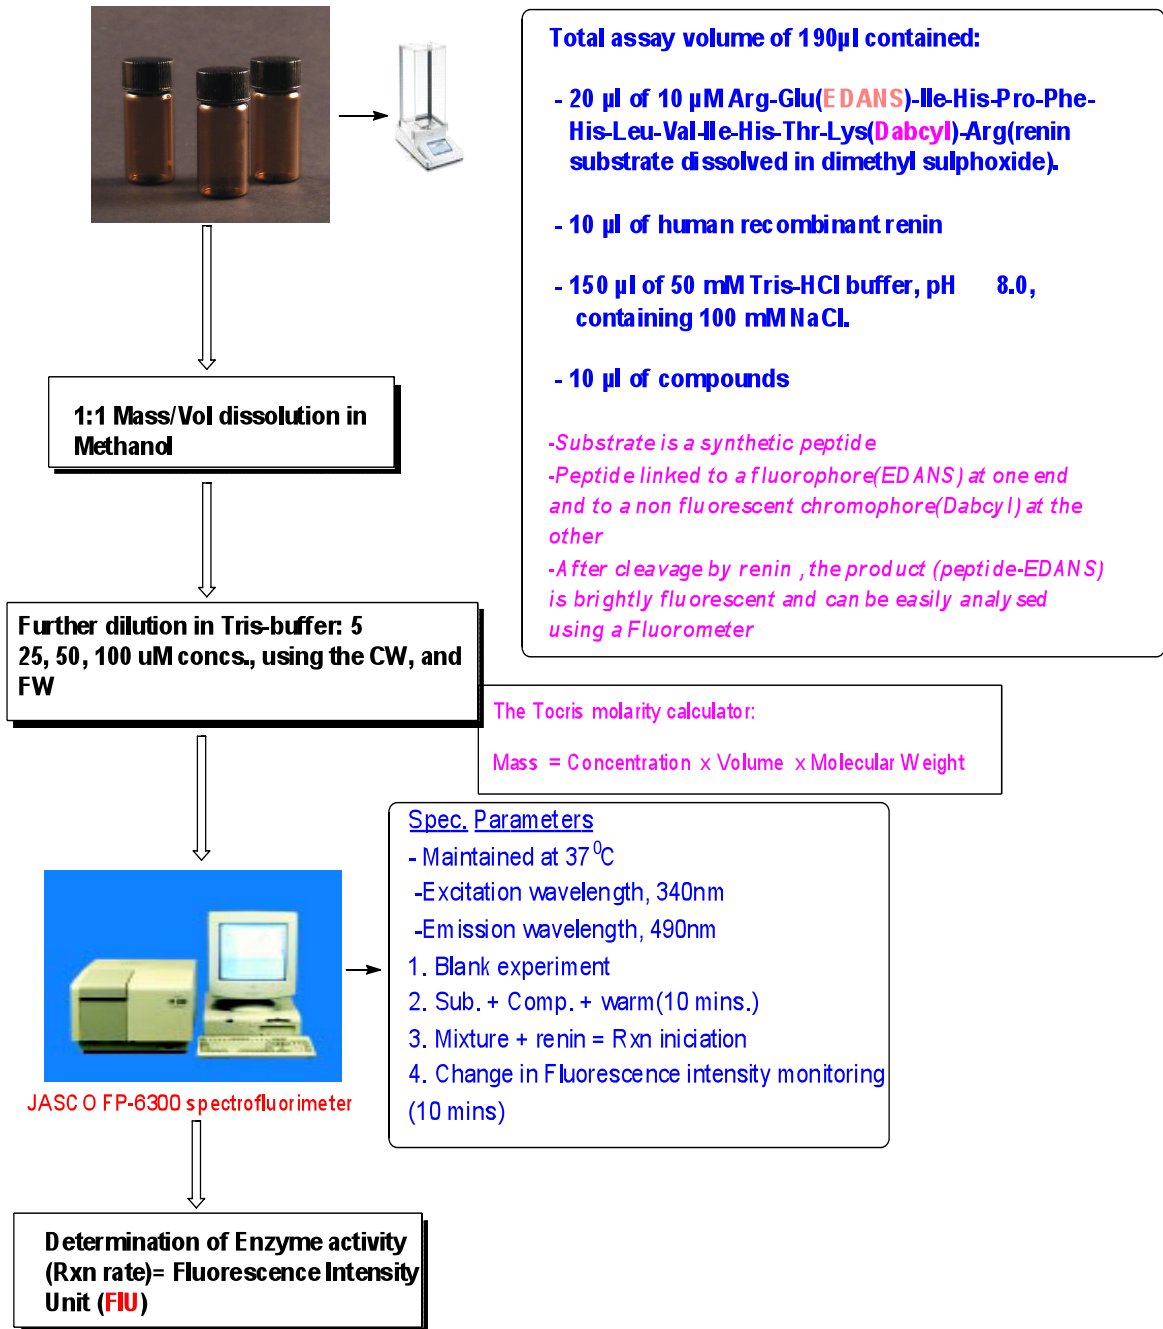 Total assay volume of 190µl contained:
- 20 µl of 10 µM Arg-Glu(EDANS)-Ile-His-Pro-Phe-
His-Leu-Val-Ile-His-Thr-Lys(Dabcyl)-Arg(renin
substrate dissolved in dimethyl sulphoxide).
- 10 µl of human recombinant renin
- 150 µl of 50 mM Tris-HCl buffer, pH 8.0,
containing 100 mM NaCl.
- 10 µl of compounds
-Substrate is a synthetic peptide
-Peptide linked to a fluorophore(EDANS) at one end
and to a non fluorescent chromophore(Dabcyl) at the
other
-After cleavage by renin ,the product (peptide-EDANS)
is brightly fluorescent and can be easily analysed
using a Fluorometer
1:1 Mass/Vol dissolution in
Methanol
Further dilution in Tris-buffer: 5
25, 50, 100 uM concs., using the CW, and
FW
The Tocris molarity calculator:
Mass = Concentration x Volume x Molecular Weight
Spec. Parameters
- Maintained at 37⁰C
-Excitation wavelength, 340nm
-Emission wavelength, 490nm
1. Blank experiment
2. Sub. + Comp. + warm(10 mins.)
3. Mixture + renin = Rxn iniciation
4. Change in Fluorescence intensity monitoring
(10 mins)
JASCO FP-6300 spectrofluorimeter
Determination of Enzyme activity
(Rxn rate)= Fluorescence Intensity
Unit (FIU)